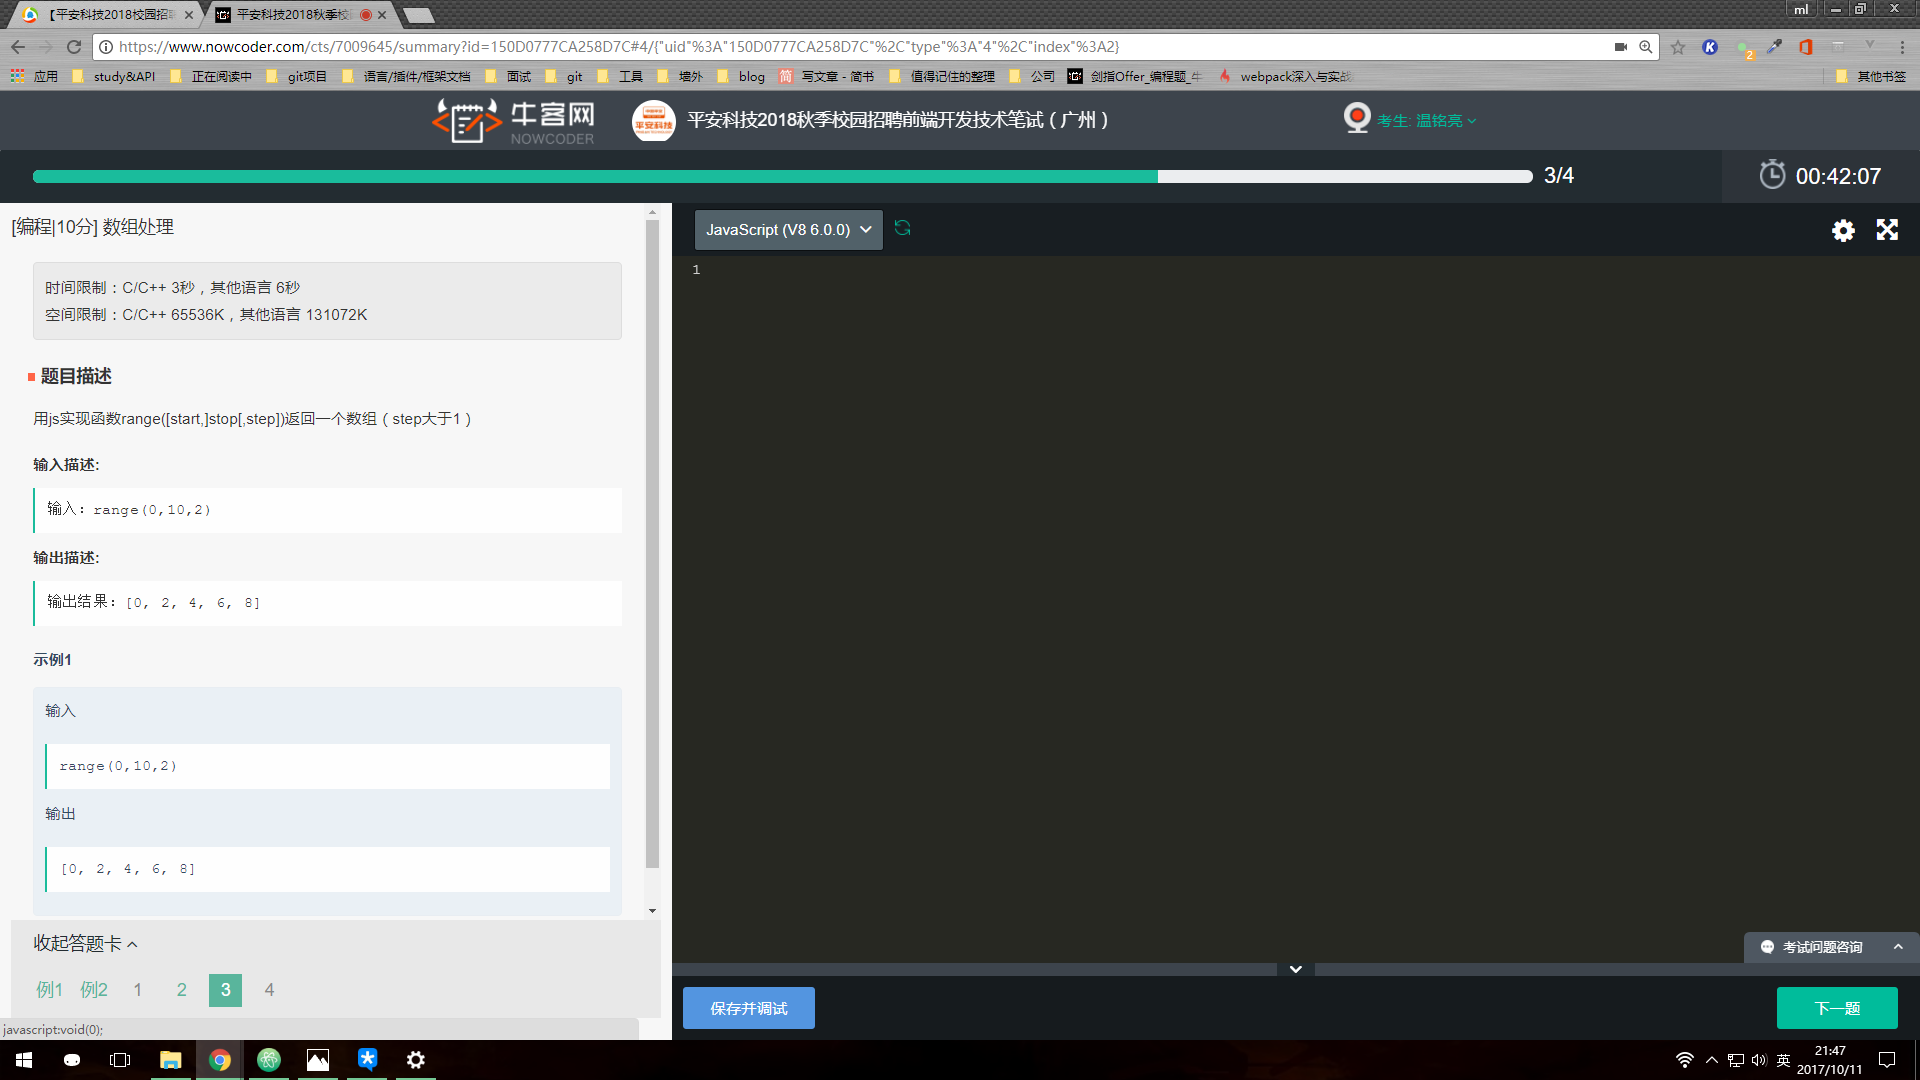 【平安科技2018校园招聘
平安科技2018秋季校
ml
https://www.nowcoder.com/cts/7009645/summary?id=150D0777CA258D7C#4/{"uid"%3A"150D0777CA258D7C"%2C"type"%3A"4"%2C"index"%3A2}
应用 study&API 正在阅读中 git项目 语言/插件/框架文档 面试 git 工具 墙外 blog 简 写文章 - 简书 值得记住的整理 公司 剑指Offer_编程题_牛 webpack深入与实战 其他书签
牛客网
NOWCODER
平安科技
平安科技2018秋季校园招聘前端开发技术笔试（广州）
考生: 温铭亮
3/4
00:42:07
[编程|10分] 数组处理
时间限制：C/C++ 3秒，其他语言 6秒
空间限制：C/C++ 65536K，其他语言 131072K
题目描述
用js实现函数range([start,]stop[,step])返回一个数组（step大于1）
输入描述:
输入：range(0,10,2)
输出描述:
输出结果：[0, 2, 4, 6, 8]
示例1
输入
range(0,10,2)
输出
[0, 2, 4, 6, 8]
收起答题卡
例1 例2 1 2 3 4
javascript:void(0);
JavaScript (V8 6.0.0)
1
考试问题咨询
保存并调试
下一题
英
21:47
2017/10/11